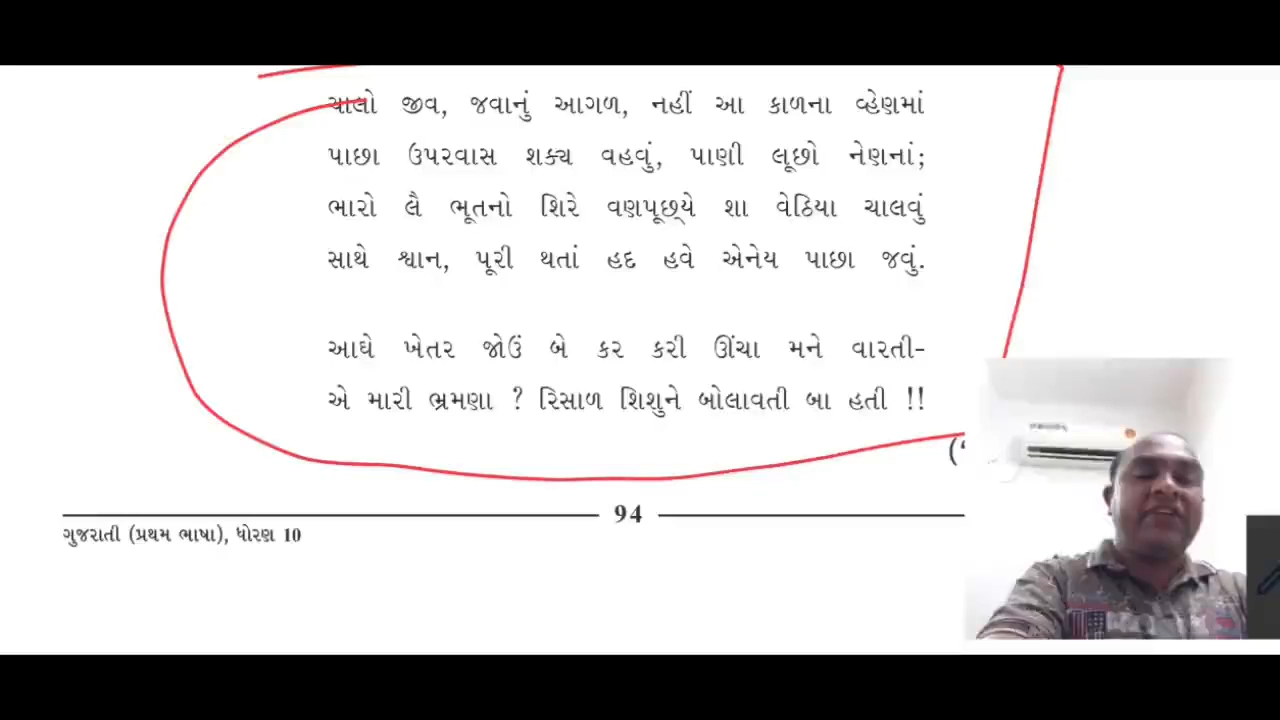 ચાલો જીવ, જવાનું આગળ, નહીં આ કાળના વ્હેણમાં
પાછા ઉપરવાસ શક્ય વહવું, પાણી લૂછો નેણનાં;
ભારો લૈ ભૂતનો શિરે વણપૂછ્યે શા વેઠિયા ચાલવું
સાથે શ્વાન, પૂરી થતાં હદ હવે એનેય પાછા જવું.
આઘે ખેતર જોઉં બે કર કરી ઊંચા મને વારતી-
એ મારી ભ્રમણા ? રિસાળ શિશુને બોલાવતી બા હતી !!
94
ગુજરાતી (પ્રથમ ભાષા), ધોરણ 10